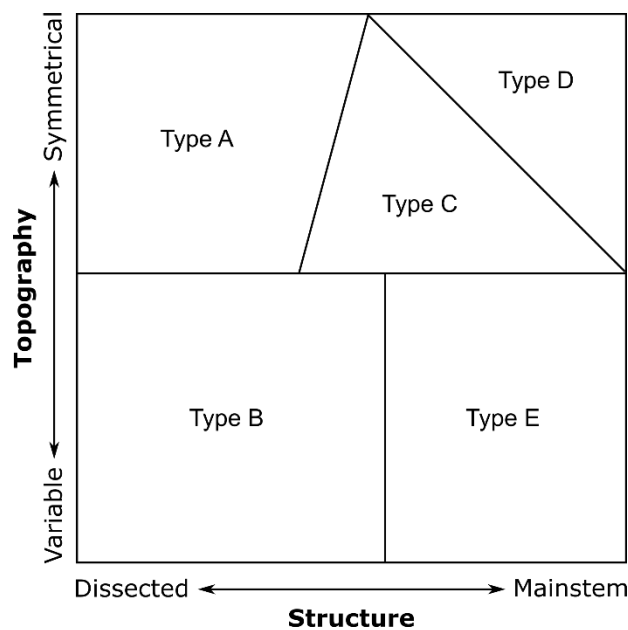 Symmetrical
Topography
Variable
Type A
Type D
Type C
Type B
Type E
Dissected
Mainstem
Structure